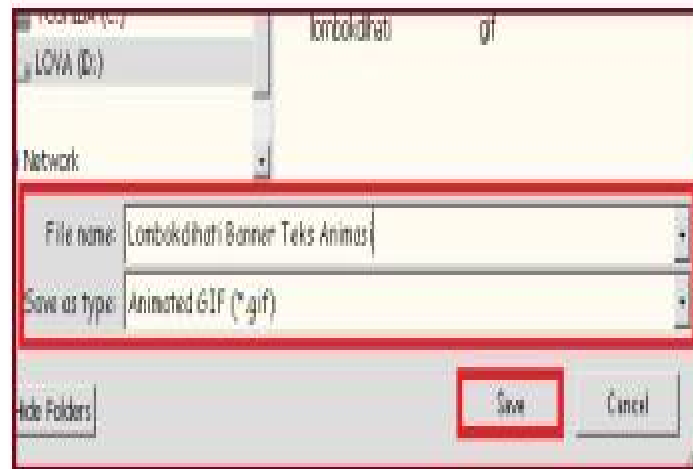 TOSHIBA (C:)
lombokdihati gif
LOVA (D:)
Network
File name: Lombokdihati Banner Teks Animasi
Save as type: Animated GIF (*.gif)
Hide Folders
Save
Cancel